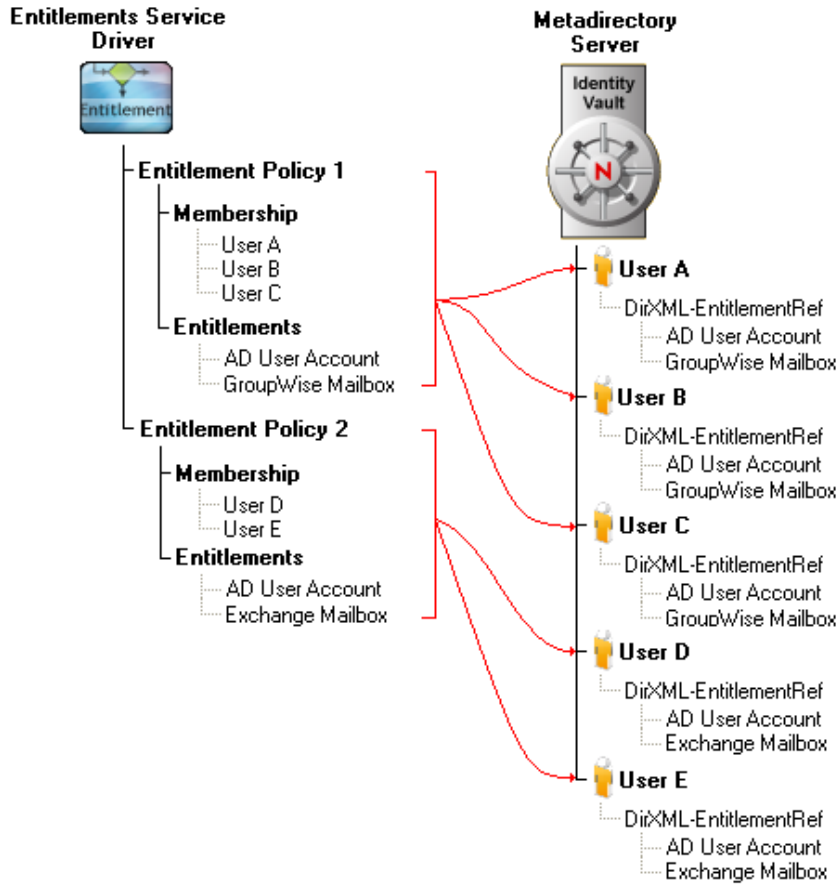 Entitlements Service
Driver
Entitlement
Entitlement Policy 1
Membership
User A
User B
User C
Entitlements
AD User Account
GroupWise Mailbox
Entitlement Policy 2
Membership
User D
User E
Entitlements
AD User Account
Exchange Mailbox
Metadirectory
Server
Identity
Vault
N
User A
DirXML-EntitlementRef
AD User Account
GroupWise Mailbox
User B
DirXML-EntitlementRef
AD User Account
GroupWise Mailbox
User C
DirXML-EntitlementRef
AD User Account
GroupWise Mailbox
User D
DirXML-EntitlementRef
AD User Account
Exchange Mailbox
User E
DirXML-EntitlementRef
AD User Account
Exchange Mailbox